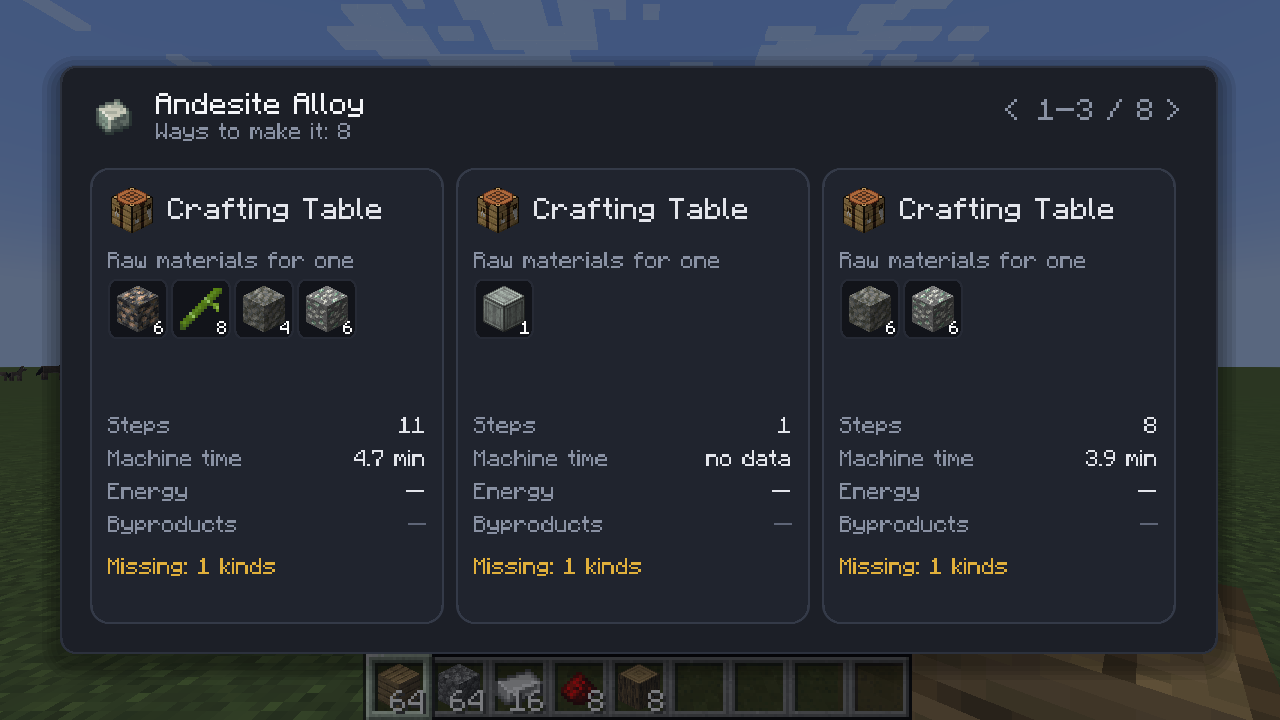 Andesite Alloy
Ways to make it: 8
< 1—3 / 8 >
Crafting Table
Raw materials for one
6 8 4 6
Steps 11
Machine time 4.7 min
Energy —
Byproducts —
Missing: 1 kinds
Crafting Table
Raw materials for one
1
Steps 1
Machine time no data
Energy —
Byproducts —
Missing: 1 kinds
Crafting Table
Raw materials for one
6 6
Steps 8
Machine time 3.9 min
Energy —
Byproducts —
Missing: 1 kinds
64 64 16 8 8